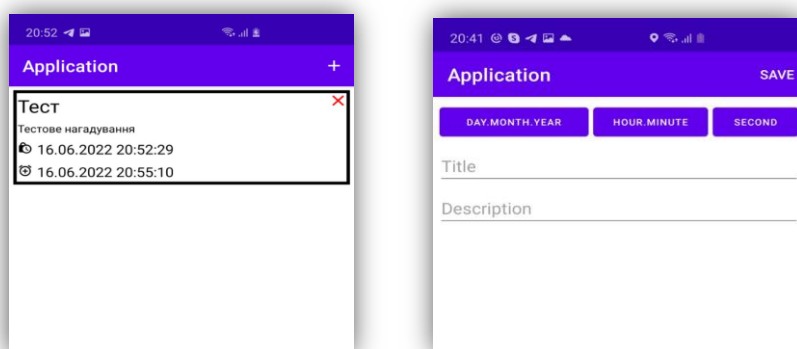 20:52
Application +
Тест
Тестове нагадування
16.06.2022 20:52:29
16.06.2022 20:55:10
20:41
Application SAVE
DAY.MONTH.YEAR HOUR.MINUTE SECOND
Title
Description